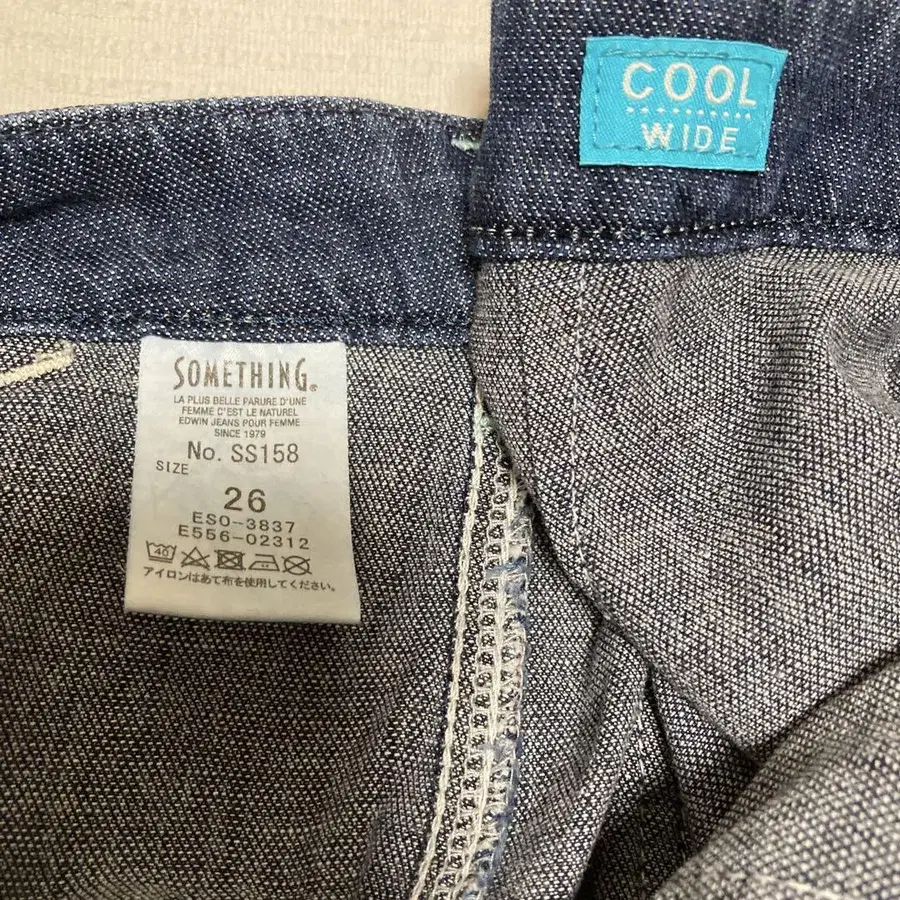 COOL
WIDE
SOMETHING®
LA PLUS BELLE PARURE D'UNE
FEMME C'EST LE NATUREL
EDWIN JEANS POUR FEMME
SINCE 1979
No. SS158
SIZE
26
ESO-3837
E556-02312
40
アイロンはあて布を使用してください。